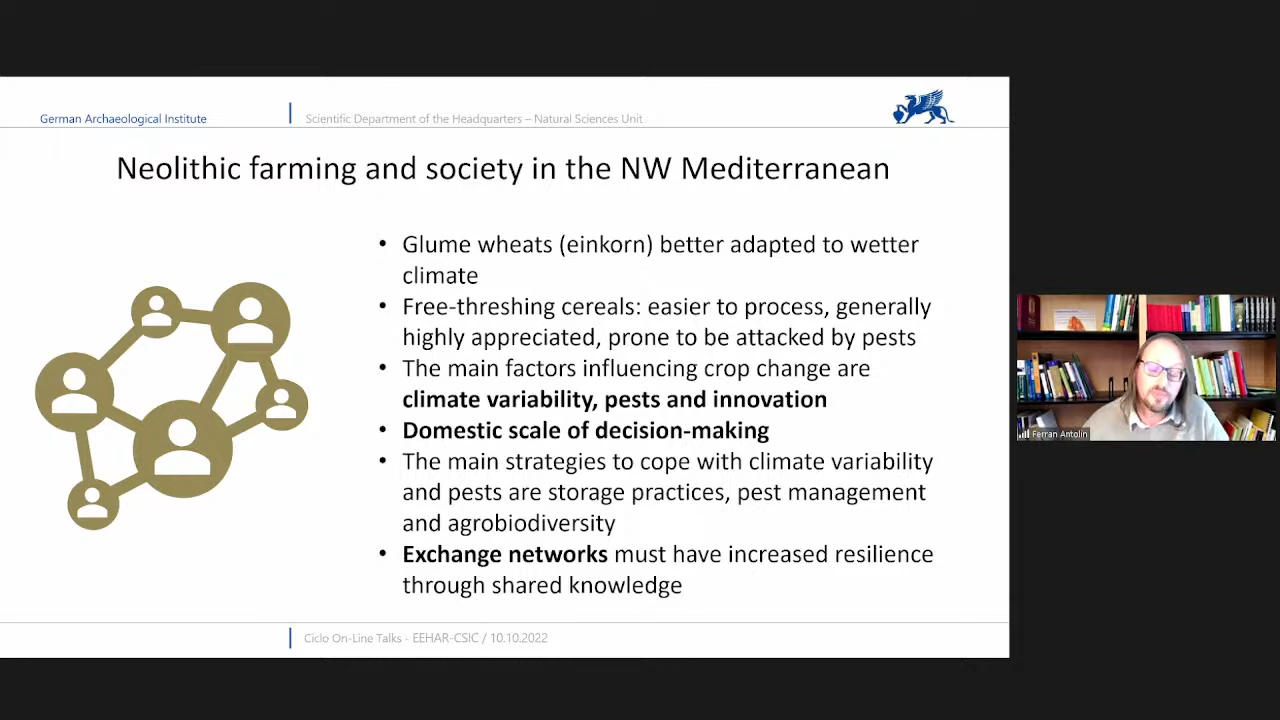 German Archaeological Institute
Scientific Department of the Headquarters – Natural Sciences Unit
Neolithic farming and society in the NW Mediterranean
• Glume wheats (einkorn) better adapted to wetter
climate
• Free-threshing cereals: easier to process, generally
highly appreciated, prone to be attacked by pests
• The main factors influencing crop change are
climate variability, pests and innovation
• Domestic scale of decision-making
• The main strategies to cope with climate variability
and pests are storage practices, pest management
and agrobiodiversity
• Exchange networks must have increased resilience
through shared knowledge
Ciclo On-Line Talks - EEHAR-CSIC / 10.10.2022
Ferran Antolin